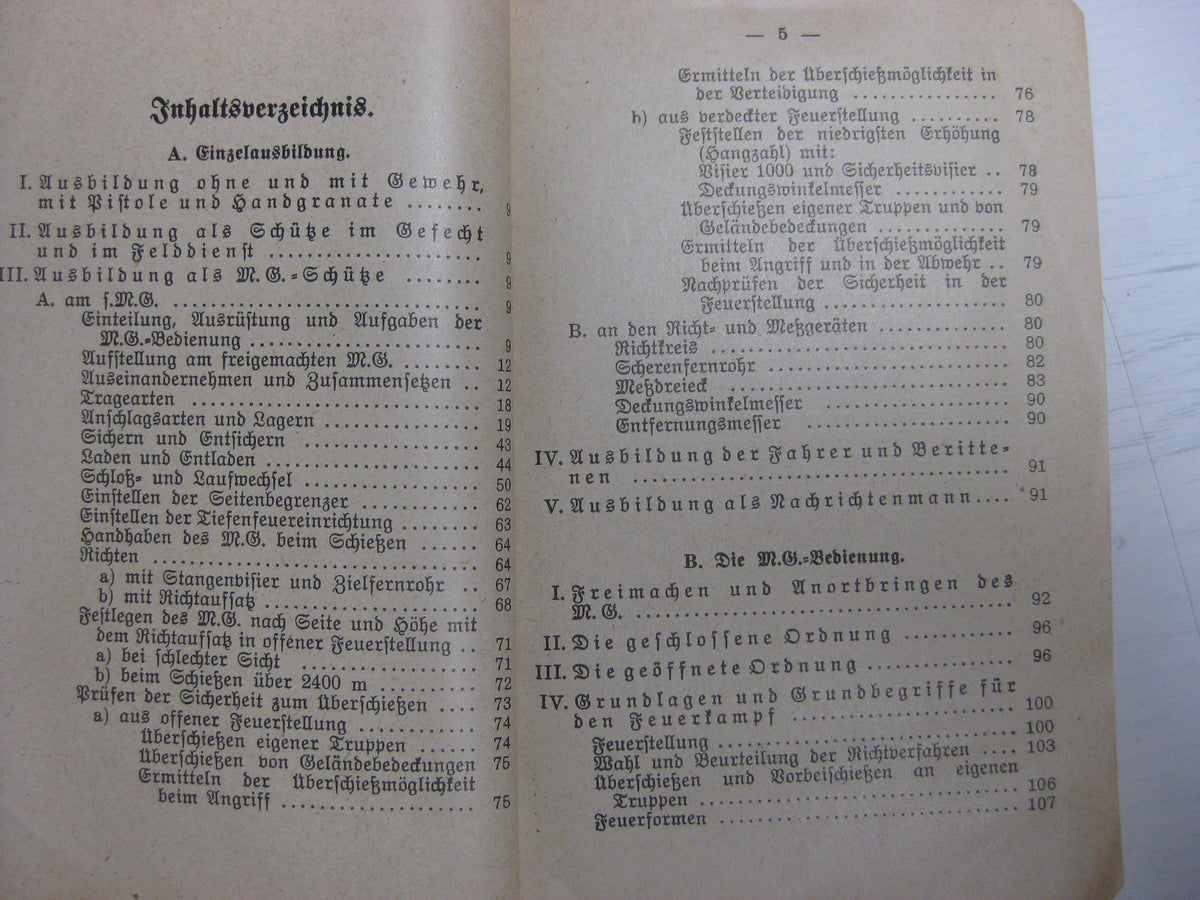 Inhaltsverzeichnis.
A. Einzelausbildung.
I. Ausbildung ohne und mit Gewehr,
mit Pistole und Handgranate ........ 9
II. Ausbildung als Schütze im Gefecht
und im Felddienst .................... 9
III. Ausbildung als M.G.-Schütze ........ 9
A. am s.M.G. .............................. 9
Einteilung, Ausrüstung und Aufgaben der
M.G.-Bedienung ........................ 9
Aufstellung am freigemachten M.G. ......... 12
Auseinandernehmen und Zusammensetzen .. 12
Tragearten .............................. 18
Anschlagsarten und Lagern ................ 19
Sichern und Entsichern .................. 43
Laden und Entladen ...................... 44
Schloß- und Laufwechsel .................. 50
Einstellen der Seitenbegrenzer ............ 62
Einstellen der Tiefenfeuereinrichtung ........ 63
Handhaben des M.G. beim Schießen ...... 64
Richten .................................. 64
a) mit Stangenvisier und Zielfernrohr .. 67
b) mit Richtaufsatz ...................... 68
Festlegen des M.G. nach Seite und Höhe mit
dem Richtaufsatz in offener Feuerstellung .. 71
a) bei schlechter Sicht .................. 71
b) beim Schießen über 2400 m .......... 72
Prüfen der Sicherheit zum Überschießen .... 73
a) aus offener Feuerstellung ............ 74
Überschießen eigener Truppen ...... 74
Überschießen von Geländebedeckungen 75
Ermitteln der Überschießmöglichkeit
beim Angriff .................... 75
— 5 —
Ermitteln der Überschießmöglichkeit in
der Verteidigung ................ 76
b) aus verdeckter Feuerstellung .......... 78
Feststellen der niedrigsten Erhöhung
(Hangzahl) mit:
Visier 1000 und Sicherheitsvisier .. 78
Deckungswinkelmesser ............ 79
Überschießen eigener Truppen und von
Geländebedeckungen .............. 79
Ermitteln der Überschießmöglichkeit
beim Angriff und in der Abwehr .. 79
Nachprüfen der Sicherheit in der
Feuerstellung .................... 80
B. an den Richt- und Meßgeräten .............. 80
Richtkreis ................................ 80
Scherenfernrohr .......................... 82
Meßdreieck .............................. 83
Deckungswinkelmesser .................... 90
Entfernungsmesser ...................... 90
IV. Ausbildung der Fahrer und Beritte-
nen .................................. 91
V. Ausbildung als Nachrichtenmann .... 91
B. Die M.G.-Bedienung.
I. Freimachen und Anortbringen des
M.G. .................................. 92
II. Die geschlossene Ordnung ............ 96
III. Die geöffnete Ordnung ................ 96
IV. Grundlagen und Grundbegriffe für
den Feuerkampf ...................... 100
Feuerstellung .............................. 100
Wahl und Beurteilung der Richtverfahren .... 103
Überschießen und Vorbeischießen an eigenen
Truppen ................................ 106
Feuerformen .............................. 107